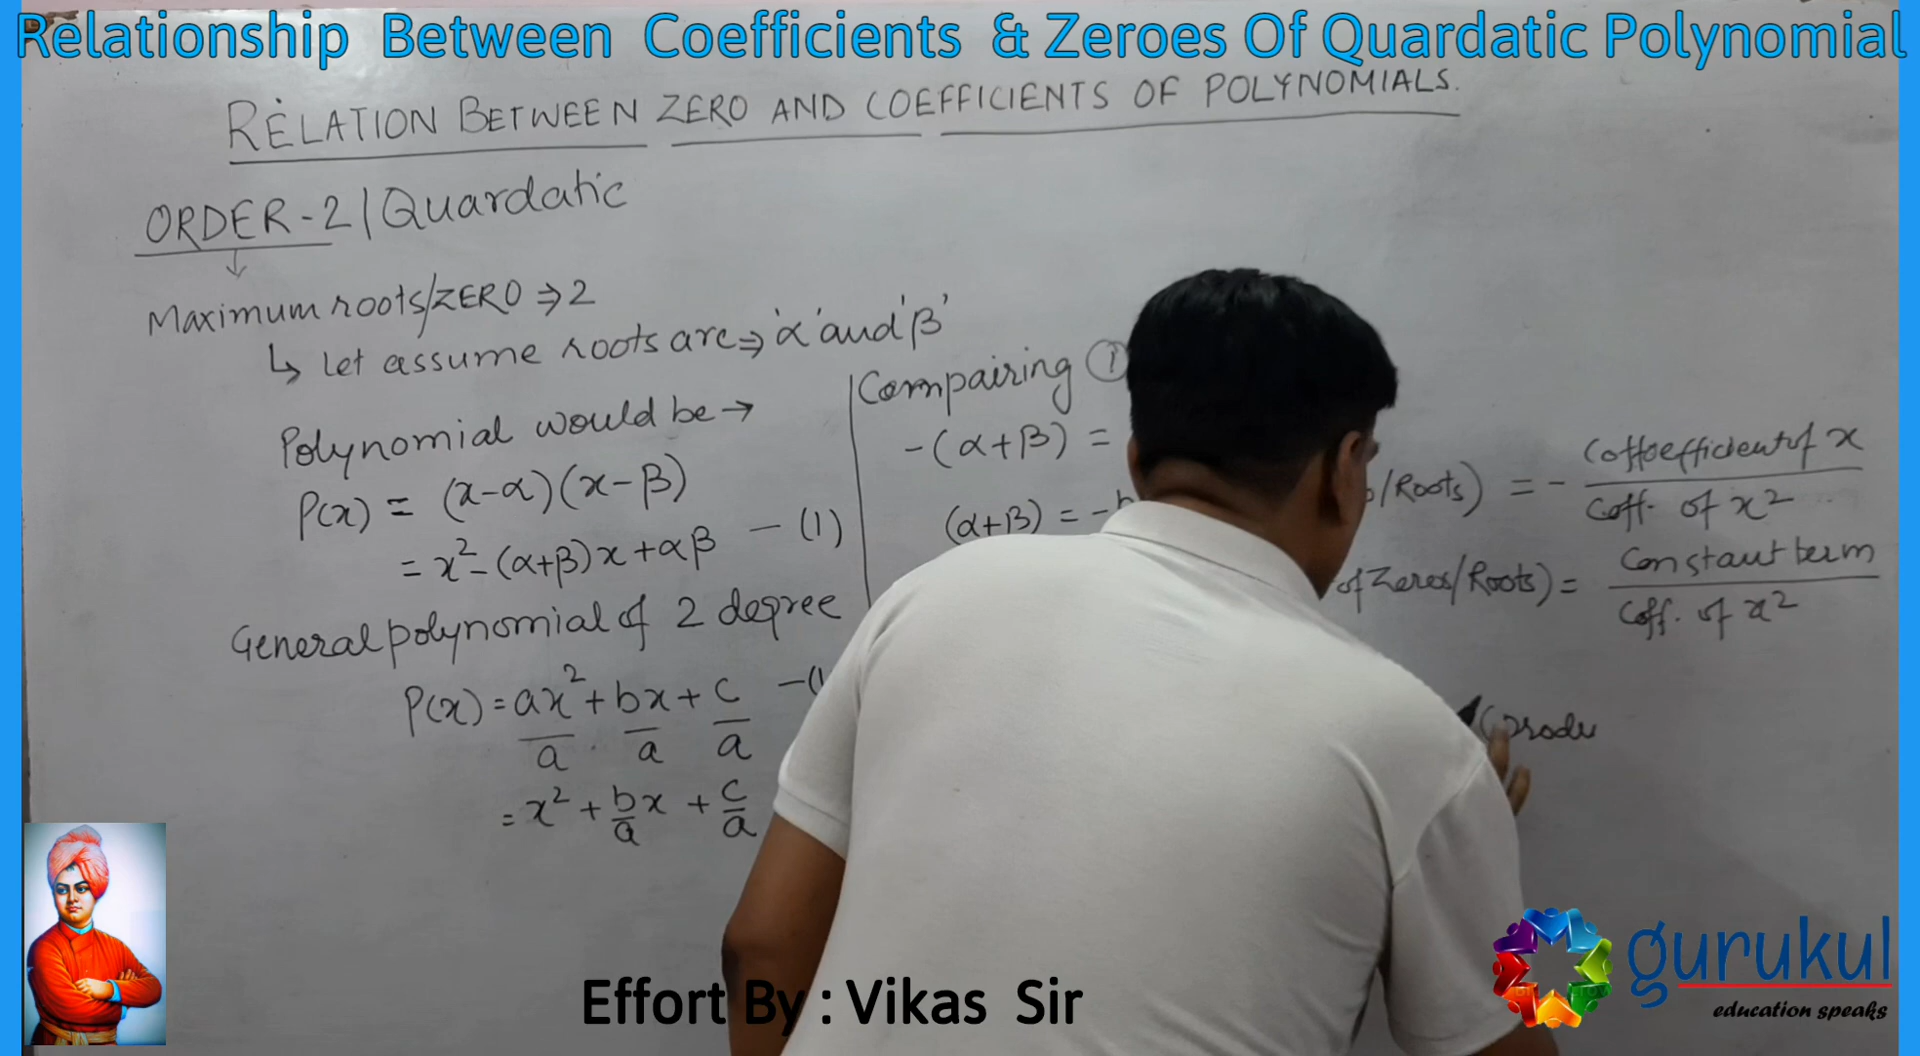 Relationship Between Coefficients & Zeroes Of Quardatic Polynomial
RELATION BETWEEN ZERO AND COEFFICIENTS OF POLYNOMIALS.
ORDER-2 | Quardatic
↓
Maximum roots/ZERO ⇒ 2
↳ let assume roots are ⇒ 'α' and 'β'
Polynomial would be →
P(x) = (x-α)(x-β)
= x² - (α+β)x + αβ — (1)
General polynomial of 2 degree
P(x) = ax²/a + bx/a + c/a —(
= x² + b/a x + c/a
Compairing ①
-(α+β) =
(α+β) = -b
/Roots) = - Coffoefficient of x / Coff. of x²
of Zeroes/Roots) = Constant term / Coff. of x²
(produ
Effort By : Vikas Sir
gurukul
education speaks